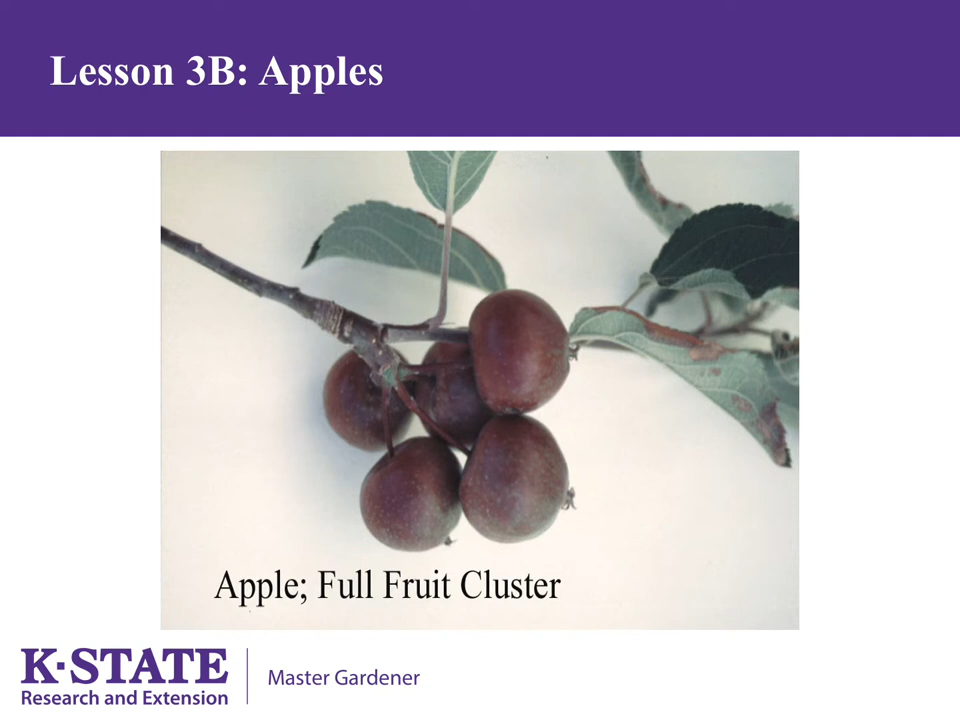 Lesson 3B: Apples
Apple; Full Fruit Cluster
K·STATE
Research and Extension
Master Gardener